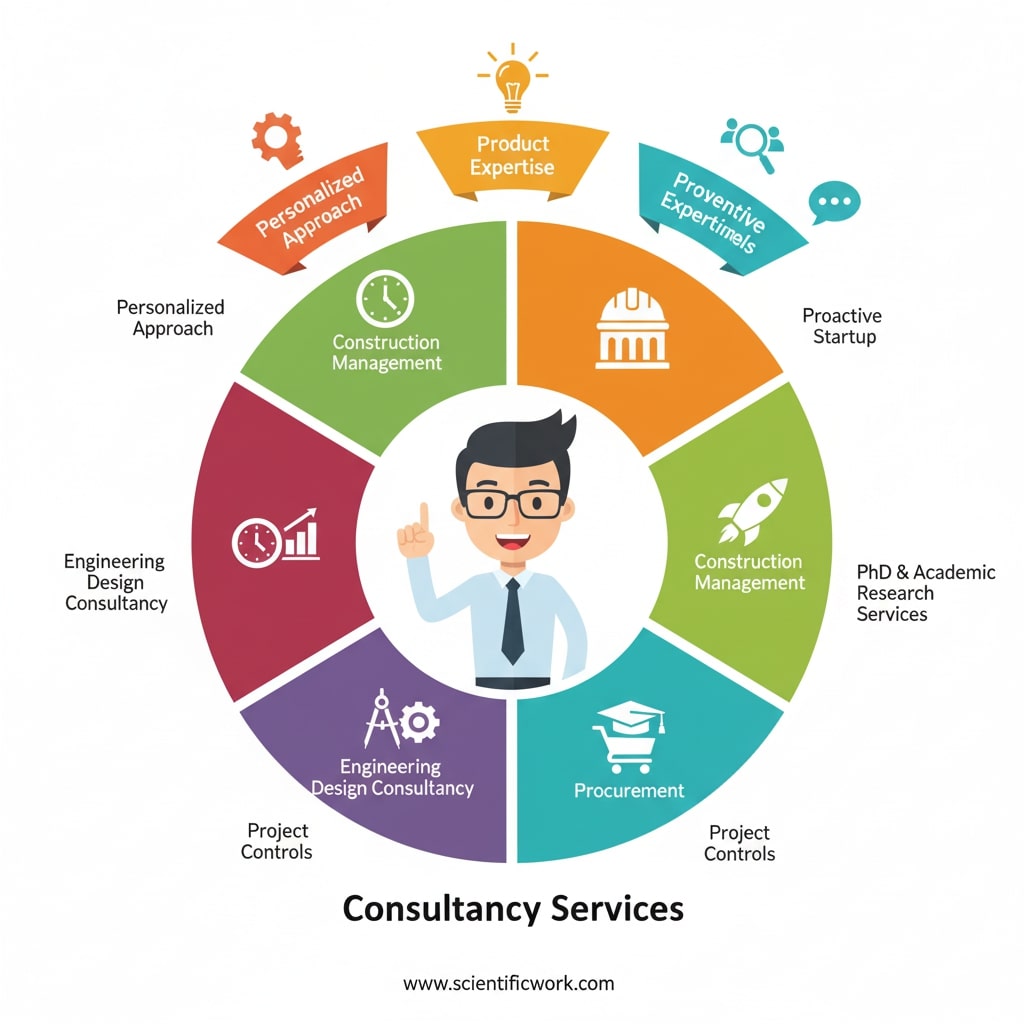 Product
Expertise
Personalized
Approach
Proventive
Expertimels
Personalized
Approach
Proactive
Startup
Construction
Management
Engineering
Design
Consultancy
Construction
Management
PhD & Academic
Research
Services
Engineering
Design Consultancy
Procurement
Project
Controls
Project
Controls
Consultancy Services
www.scientificwork.com